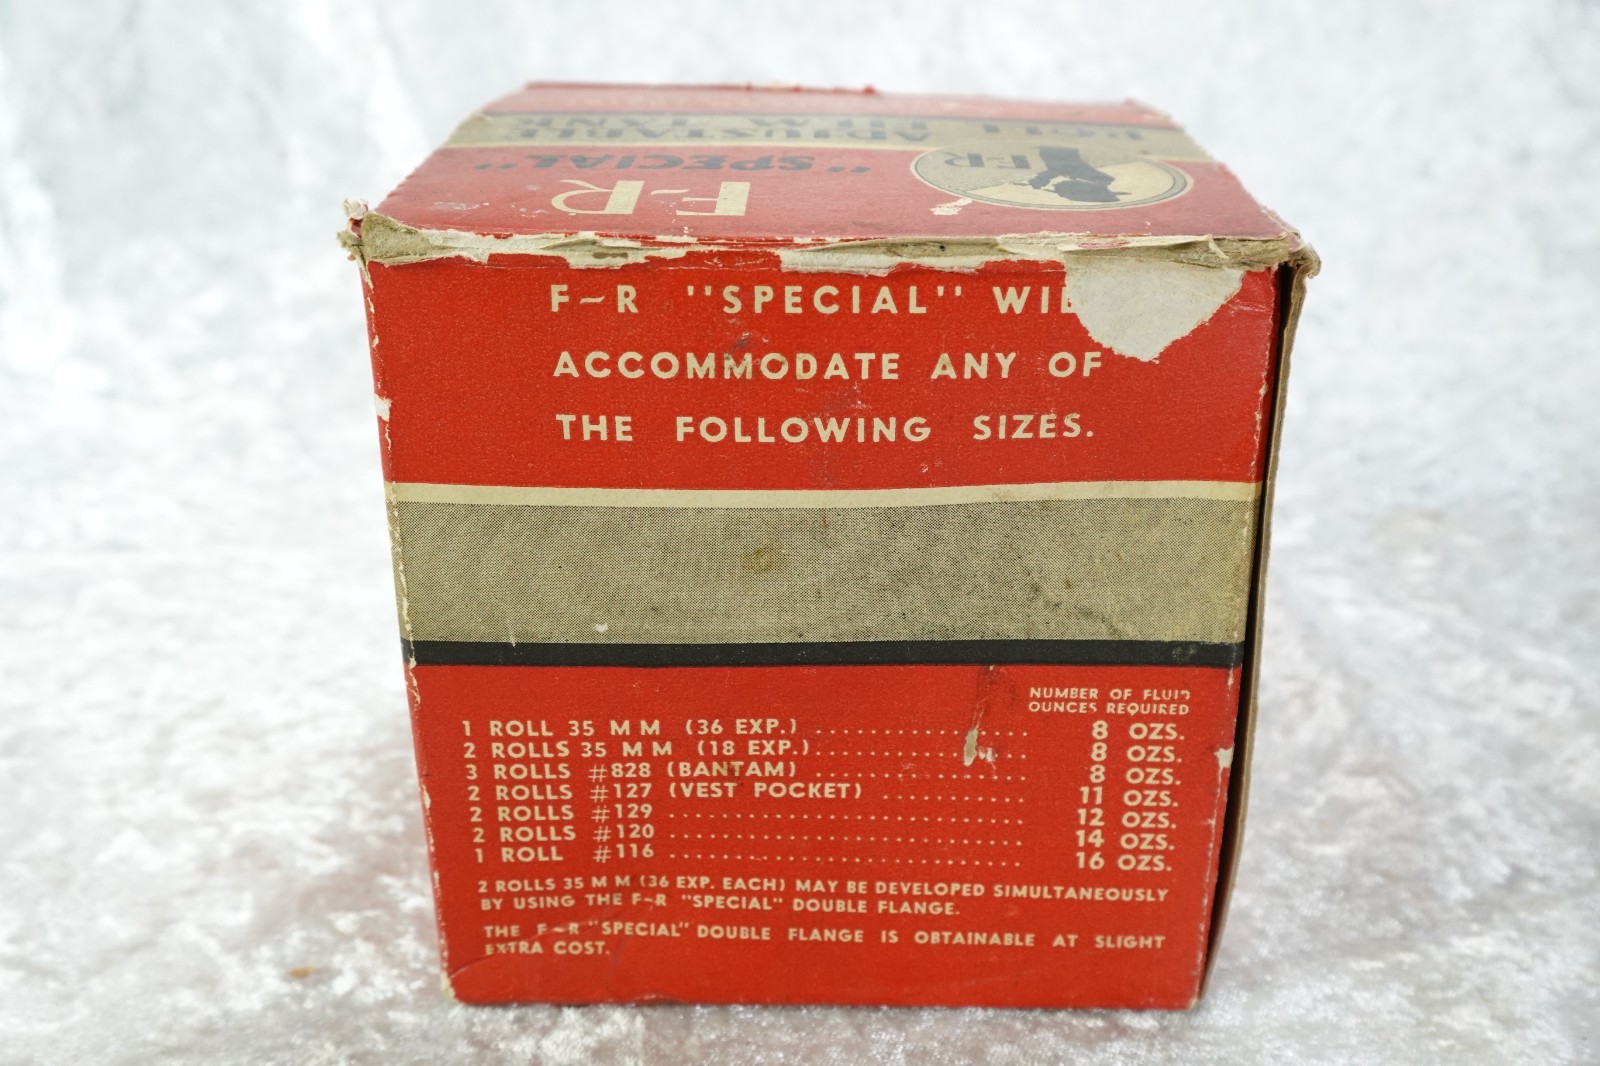 ROLL FILM TANK
ADJUSTABLE
"SPECIAL"
F-R
F-R
F~R "SPECIAL"
ACCOMMODATE ANY OF
THE FOLLOWING SIZES.
NUMBER OF FLUID
OUNCES REQUIRED
1 ROLL 35 M M (36 EXP.) .................. 8 OZS.
2 ROLLS 35 M M (18 EXP.) .................. 8 OZS.
3 ROLLS #828 (BANTAM) .................. 8 OZS.
2 ROLLS #127 (VEST POCKET) ............ 11 OZS.
2 ROLLS #129 .............................. 12 OZS.
2 ROLLS #120 .............................. 14 OZS.
1 ROLL #116 .............................. 16 OZS.
2 ROLLS 35 M M (36 EXP. EACH) MAY BE DEVELOPED SIMULTANEOUSLY
BY USING THE F~R "SPECIAL" DOUBLE FLANGE.
THE F~R "SPECIAL" DOUBLE FLANGE IS OBTAINABLE AT SLIGHT
EXTRA COST.